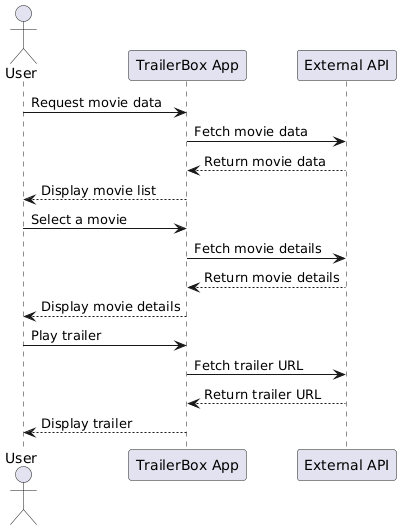 User
TrailerBox App
External API
Request movie data
Fetch movie data
Return movie data
Display movie list
Select a movie
Fetch movie details
Return movie details
Display movie details
Play trailer
Fetch trailer URL
Return trailer URL
Display trailer
User
TrailerBox App
External API